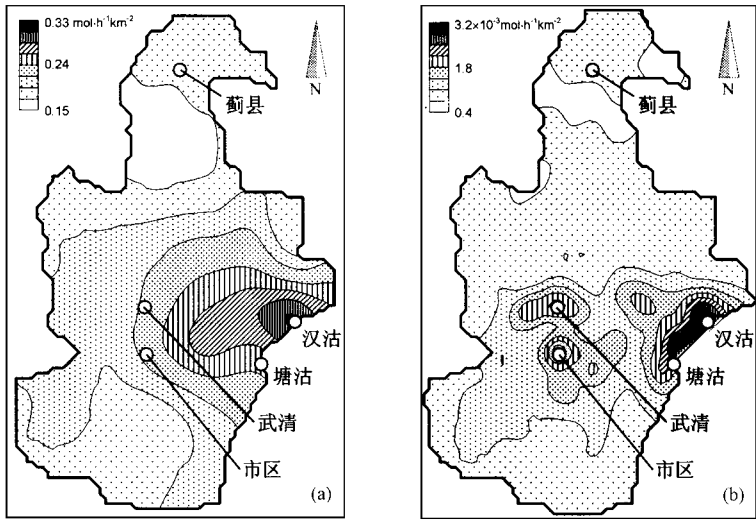 0.33 mol·h⁻¹km⁻²
0.24
0.15
N
蓟县
汉沽
塘沽
武清
市区
(a)
3.2×10⁻³mol·h⁻¹km⁻²
1.8
0.4
N
蓟县
汉沽
塘沽
武清
市区
(b)